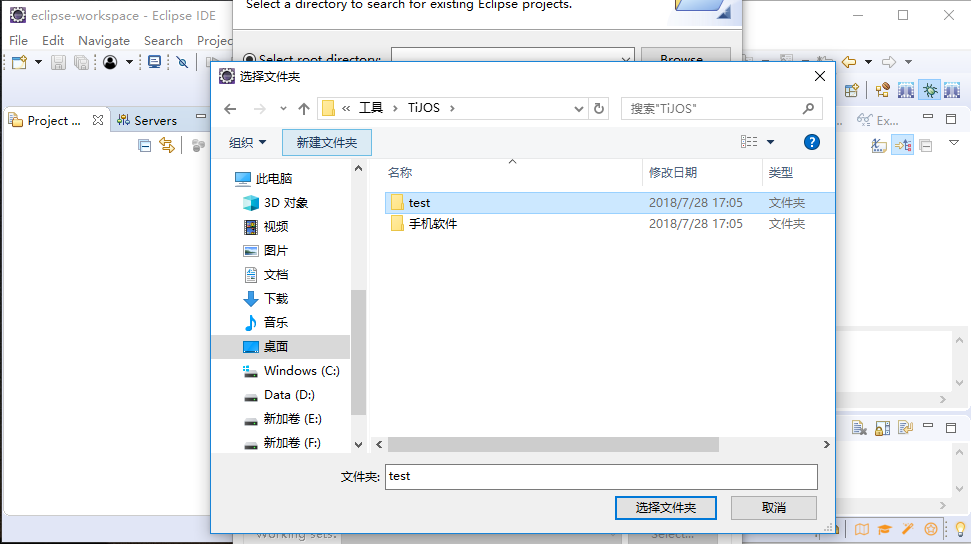 eclipse-workspace - Eclipse IDE
Select a directory to search for existing Eclipse projects.
File Edit Navigate Search Projec
Select root directory:
Browse...
选择文件夹
« 工具 › TiJOS ›
搜索"TiJOS"
Project ...
Servers
Ex...
组织
新建文件夹
名称 修改日期 类型
此电脑
3D 对象
视频
图片
文档
下载
音乐
桌面
Windows (C:)
Data (D:)
新加卷 (E:)
新加卷 (F:)
test 2018/7/28 17:05 文件夹
手机软件 2018/7/28 17:05 文件夹
文件夹: test
选择文件夹 取消
Working sets:
Select...